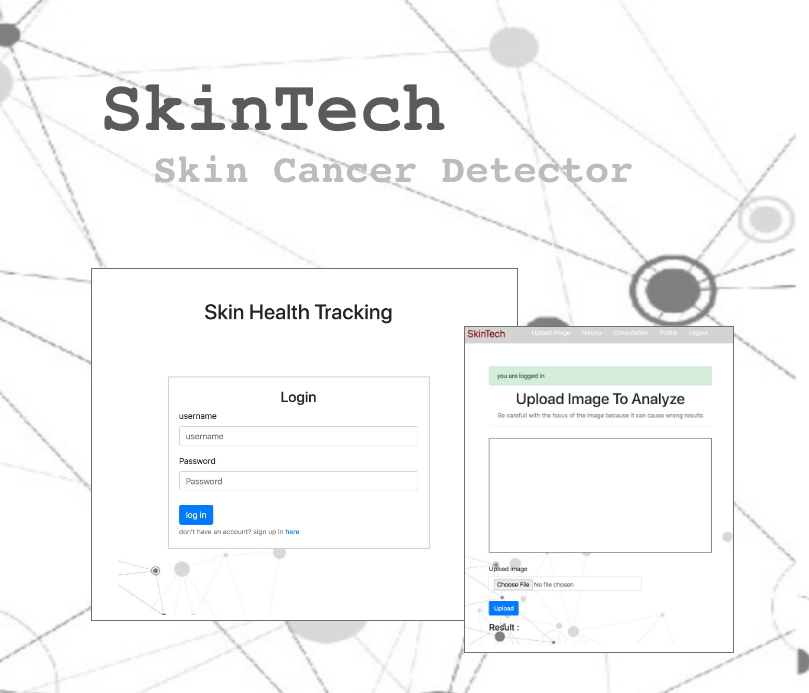 SkinTech
Skin Cancer Detector
Skin Health Tracking
Login
username
username
Password
Password
log in
don't have an account? sign up in here
SkinTech Upload Image History Consultation Profile Logout
you are logged in
Upload Image To Analyze
Be carefull with the focus of the image because it can cause wrong results
Upload image
Choose File No file chosen
Upload
Result :